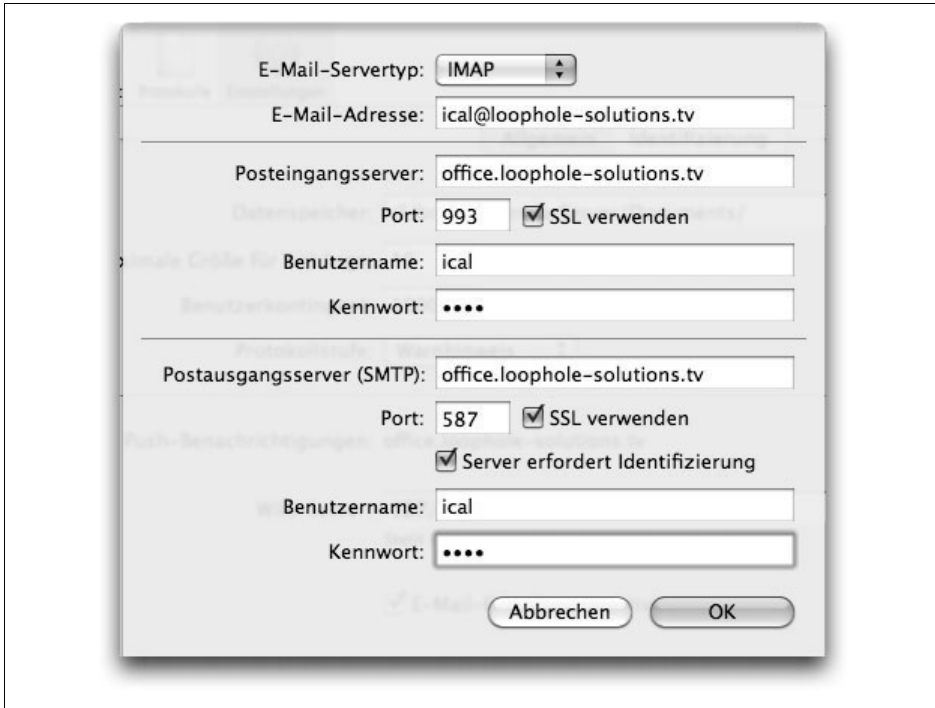 E-Mail-Servertyp: IMAP
E-Mail-Adresse: ical@loophole-solutions.tv
Posteingangsserver: office.loophole-solutions.tv
Port: 993 SSL verwenden
Benutzername: ical
Kennwort: ••••
Postausgangsserver (SMTP): office.loophole-solutions.tv
Port: 587 SSL verwenden
Server erfordert Identifizierung
Benutzername: ical
Kennwort: ••••
Abbrechen OK